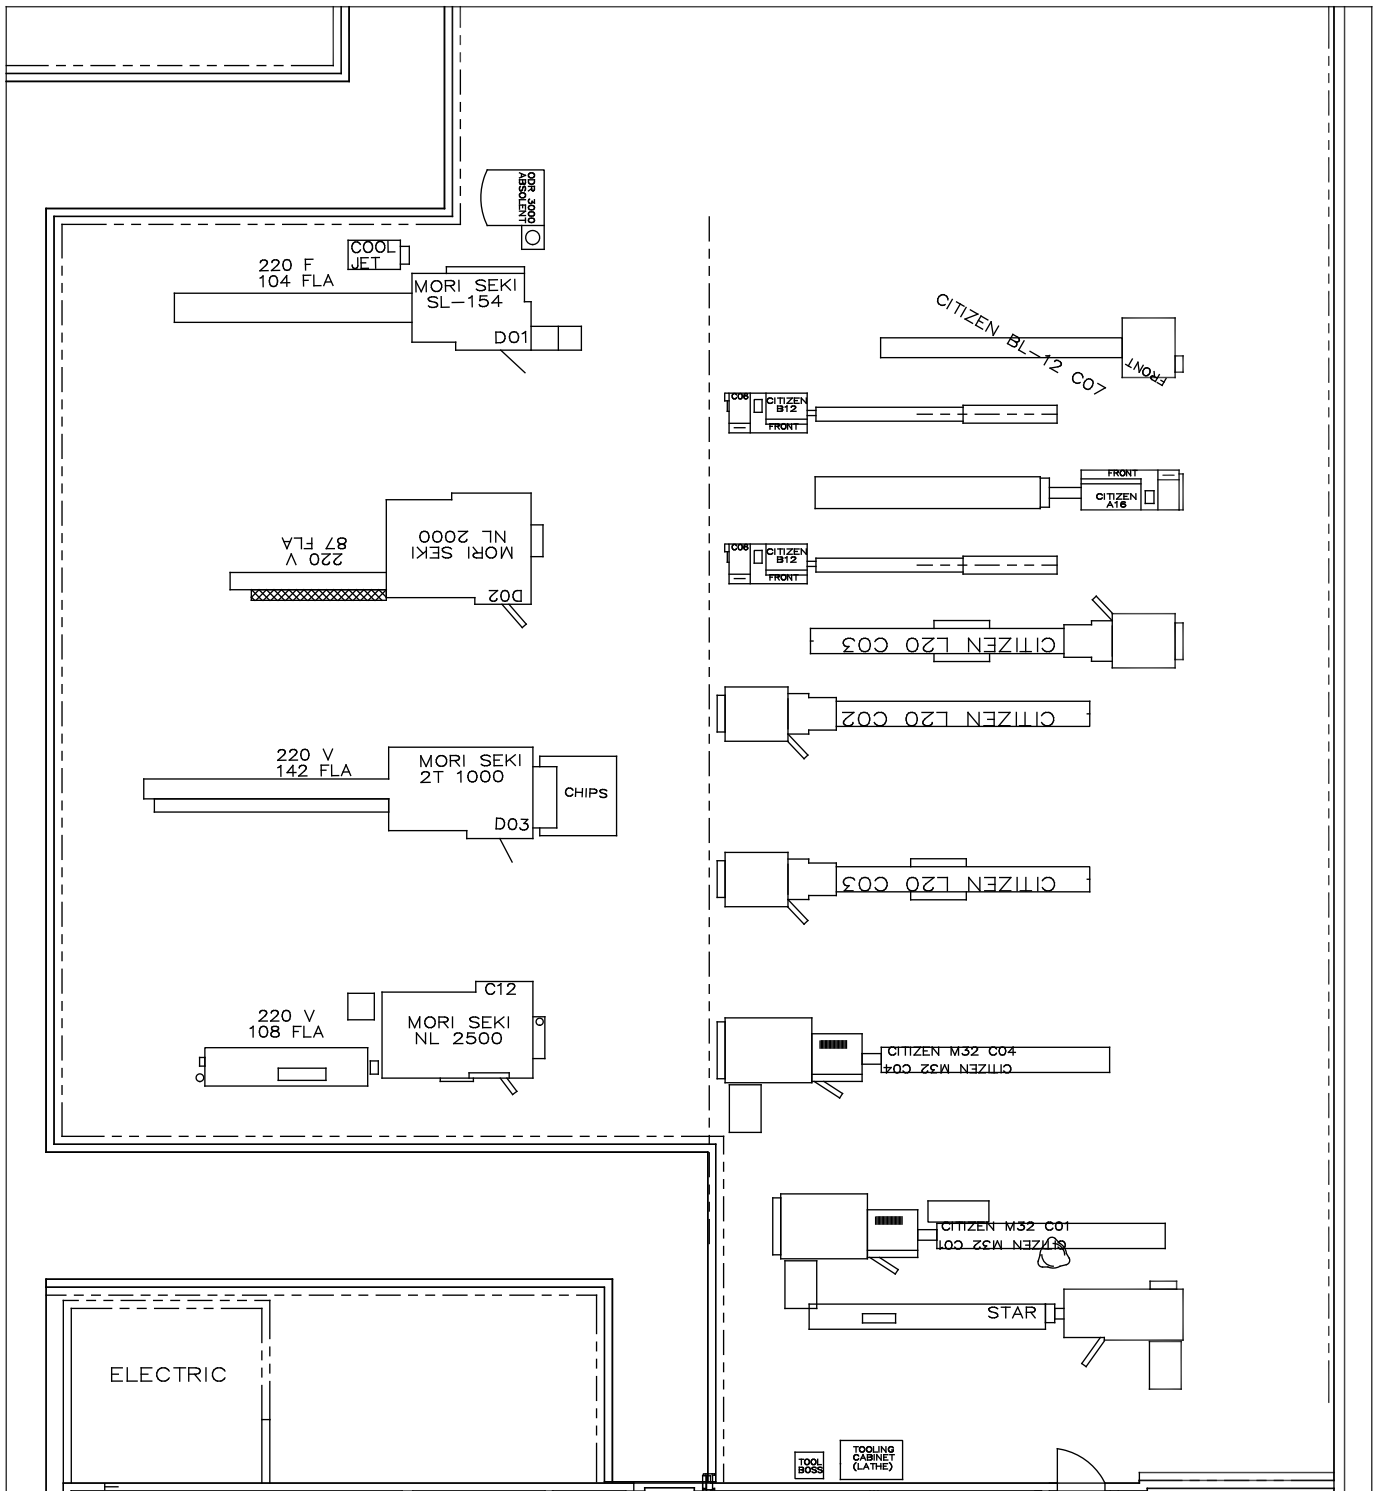 ODR 3000
ABSOLENT
COOL
JET
220 F
104 FLA
MORI SEKI
SL-154
D01
CITIZEN BL-12 C07
FRONT
C06
CITIZEN
B12
FRONT
FRONT
CITIZEN
A16
MORI SEKI
NL 2000
220 V
87 FLA
D02
C06
CITIZEN
B12
FRONT
CITIZEN L20 C03
CITIZEN L20 C02
220 V
142 FLA
MORI SEKI
2T 1000
D03
CHIPS
CITIZEN L20 C03
C12
220 V
108 FLA
MORI SEKI
NL 2500
CITIZEN M32 C04
CITIZEN M32 C04
CITIZEN M32 C01
CITIZEN M32 C01
STAR
ELECTRIC
TOOL
BOSS
TOOLING
CABINET
(LATHE)